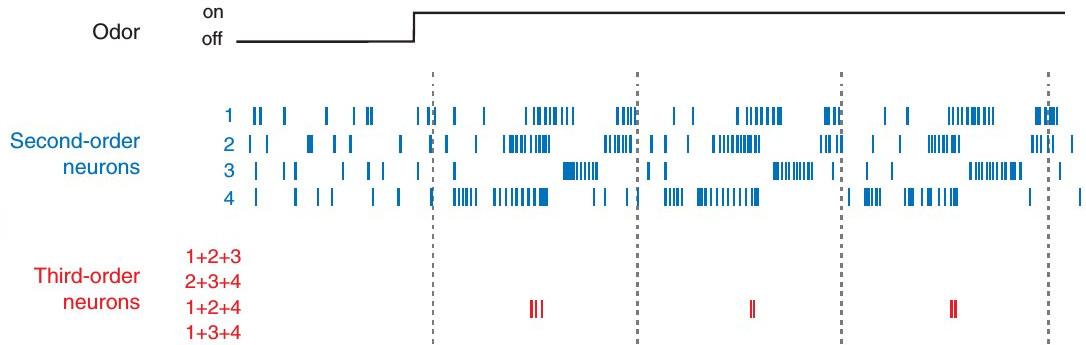 on
Odor
off
1
Second-order
neurons
2
3
4
Third-order
neurons
1+2+3
2+3+4
1+2+4
1+3+4